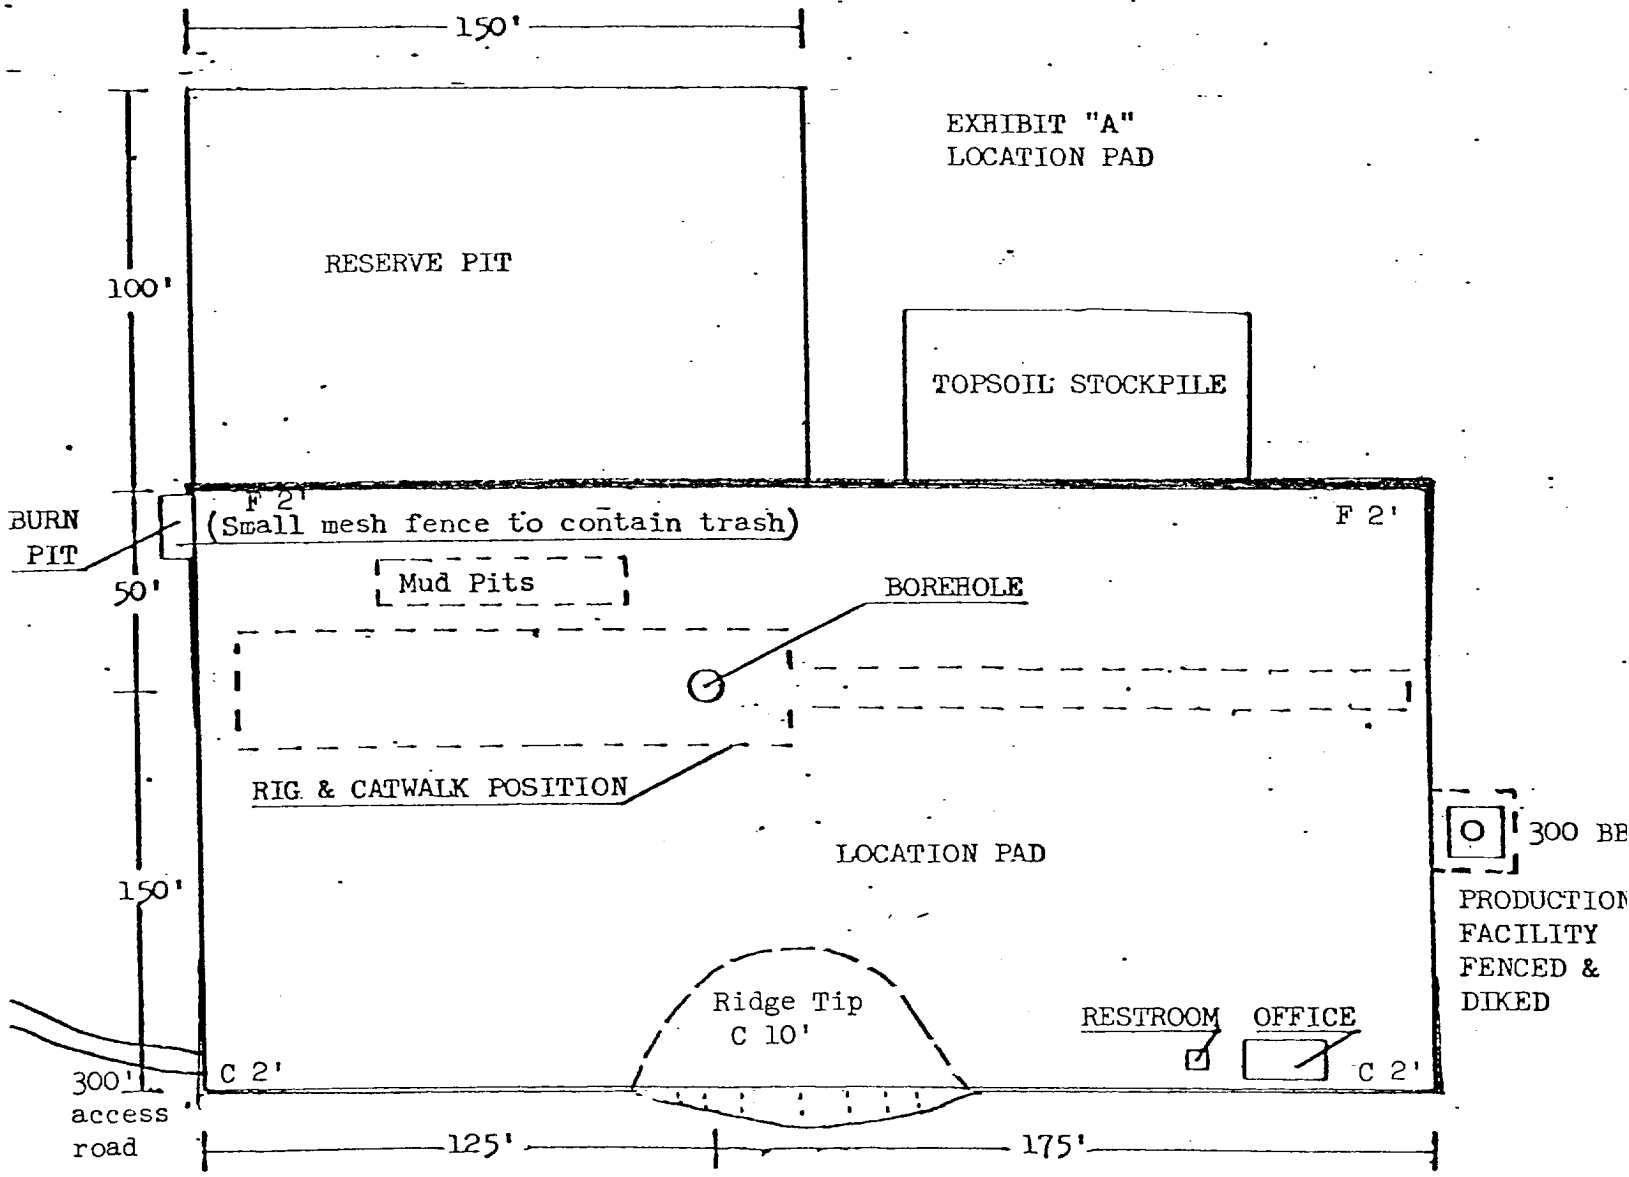 150'
EXHIBIT "A"
LOCATION PAD
RESERVE PIT
100'
TOPSOIL STOCKPILE
F 2'
F 2'
(Small mesh fence to contain trash)
BURN
PIT
50'
Mud Pits
BOREHOLE
RIG & CATWALK POSITION
LOCATION PAD
300 BB
150'
PRODUCTION
FACILITY
FENCED &
DIKED
Ridge Tip
C 10'
RESTROOM
OFFICE
C 2'
C 2'
300'
access
road
125'
175'